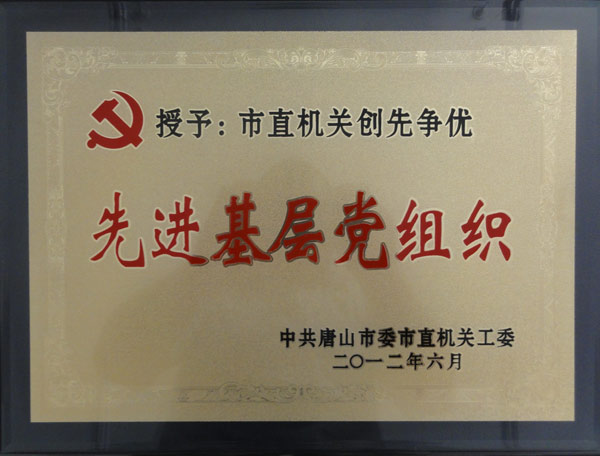 授予：市直机关创先争优
先进基层党组织
中共唐山市委市直机关工委
二〇一二年六月